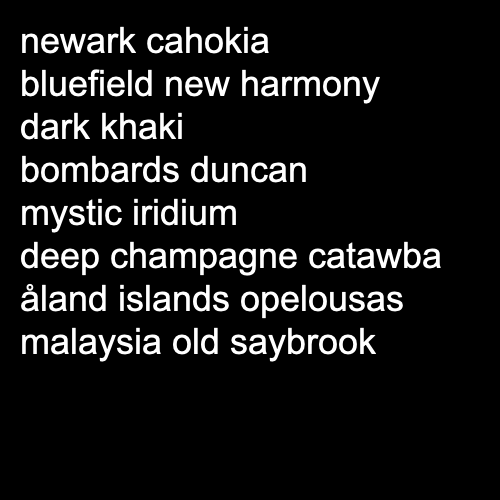 newark cahokia
bluefield new harmony
dark khaki
bombards duncan
mystic iridium
deep champagne catawba
åland islands opelousas
malaysia old saybrook